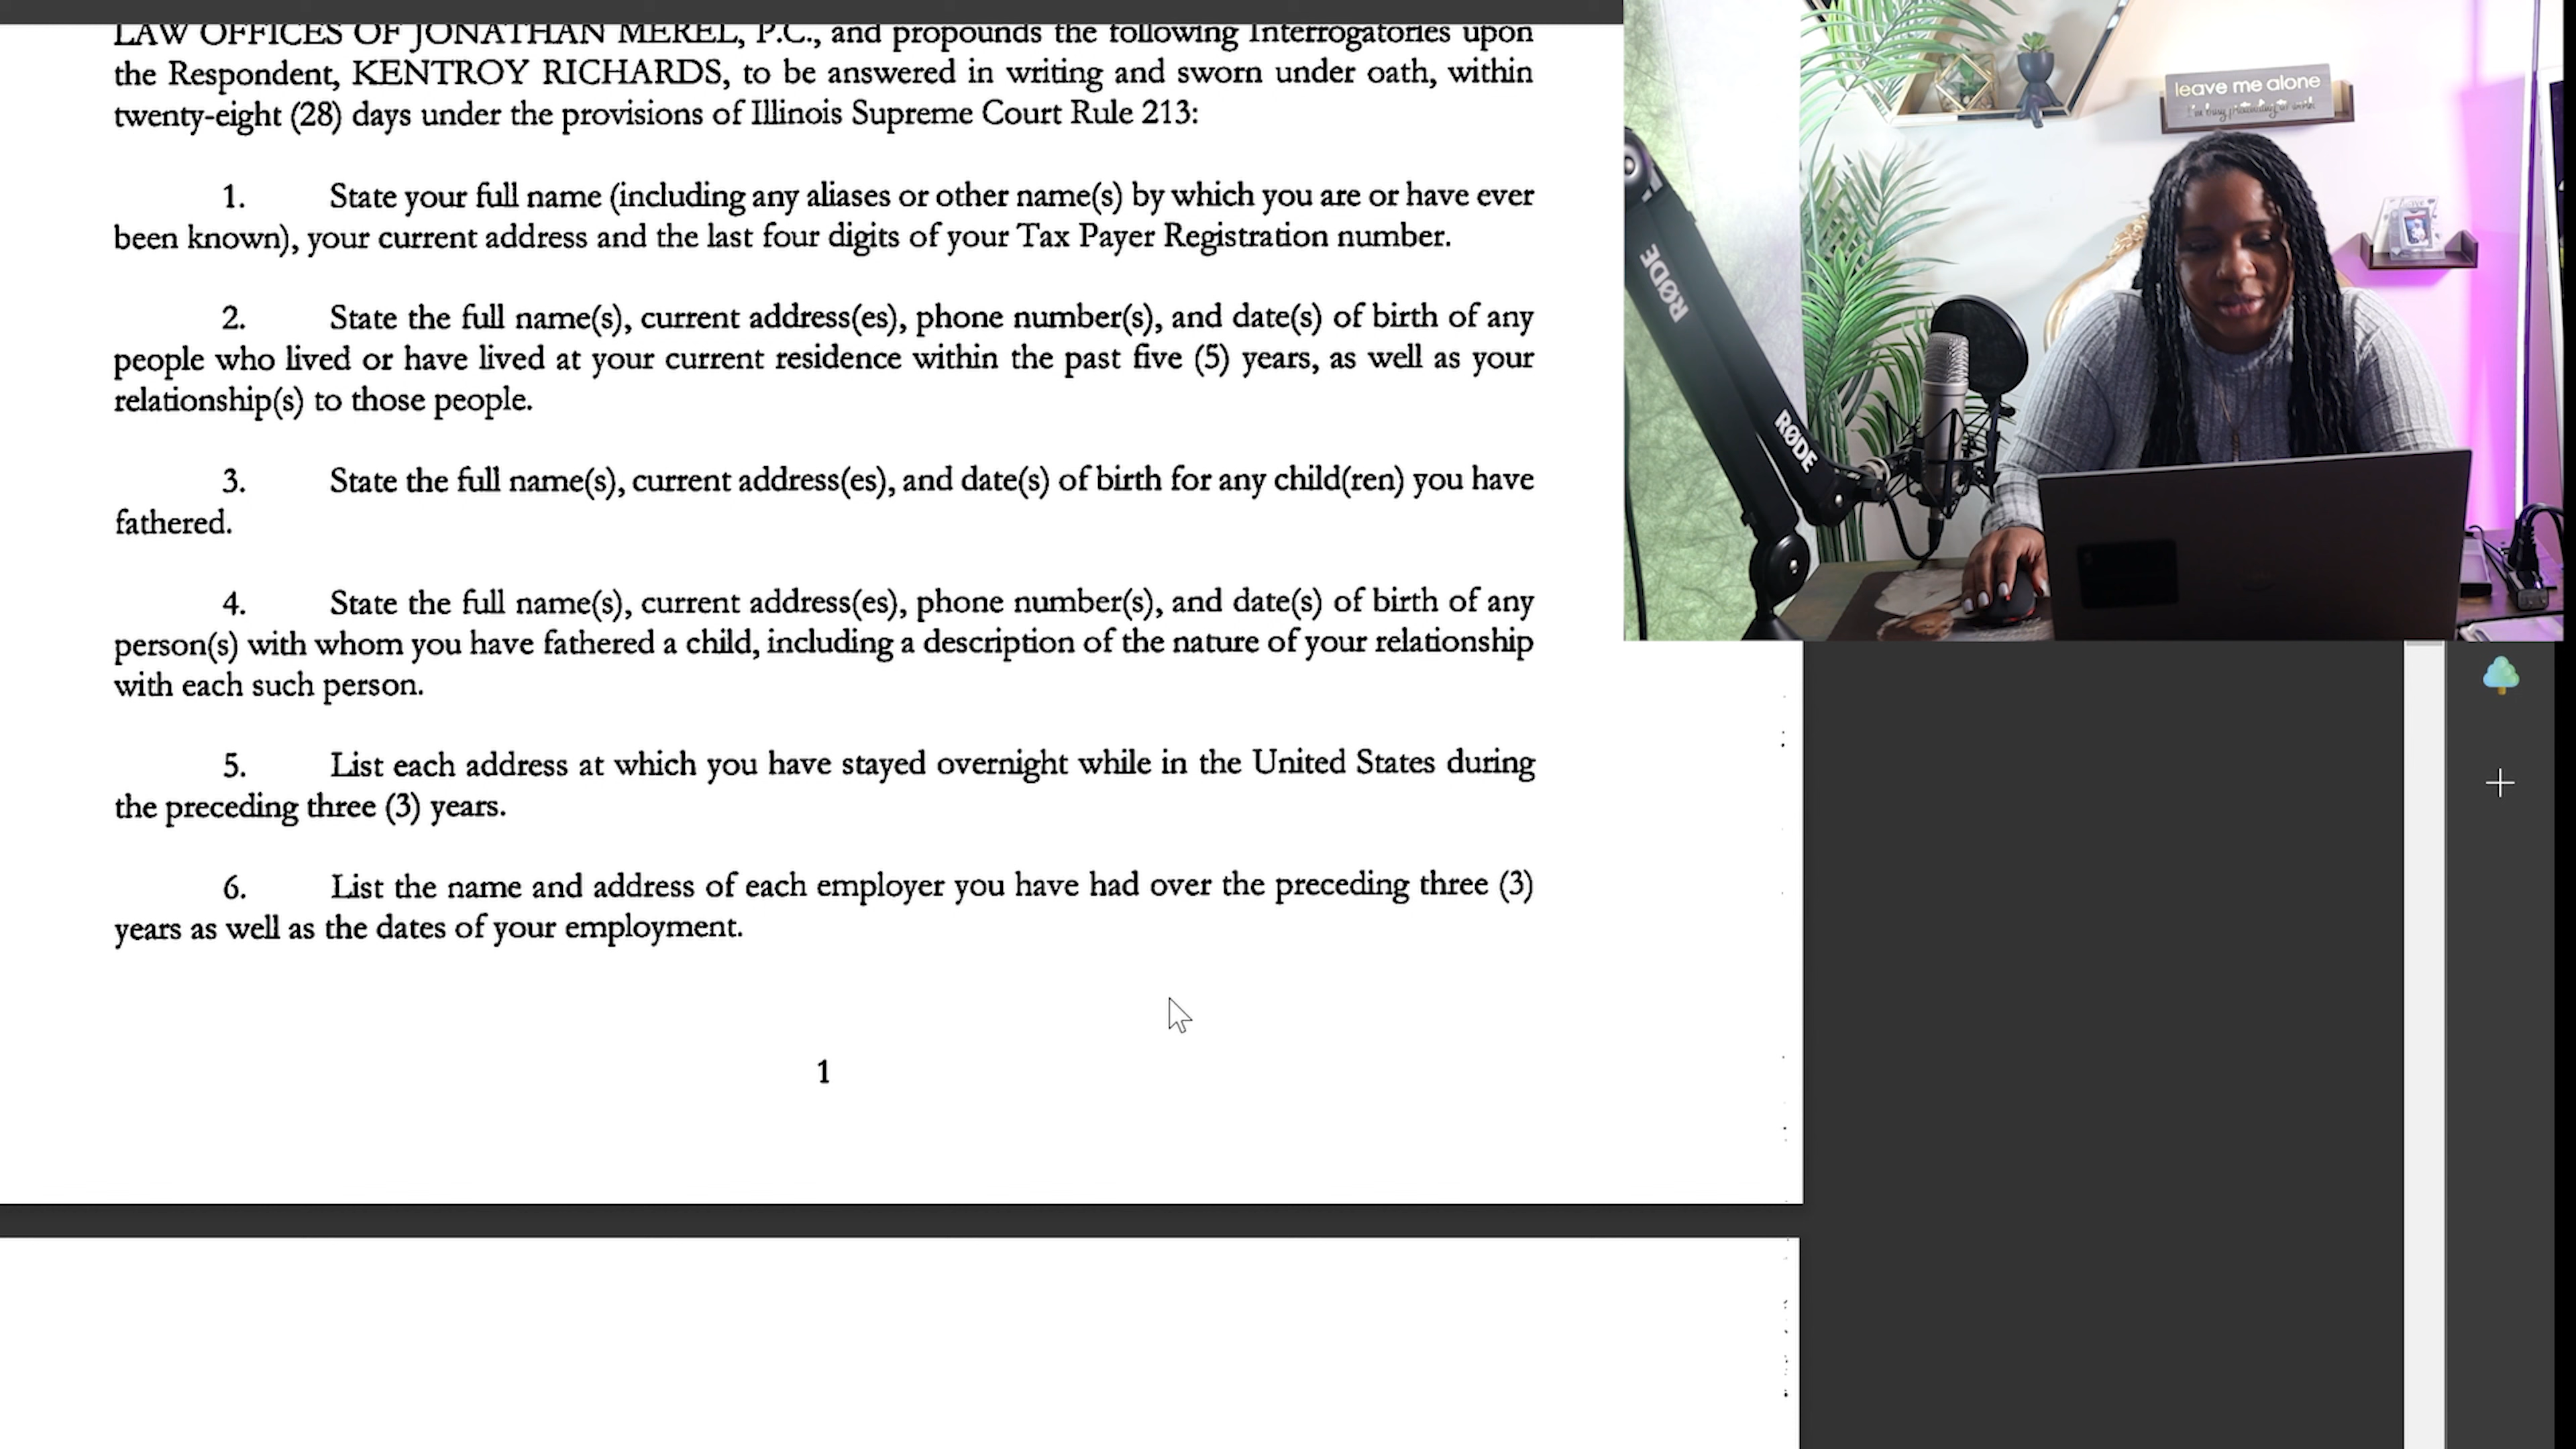 LAW OFFICES OF JONATHAN MEREL, P.C., and propounds the following Interrogatories upon
the Respondent, KENTROY RICHARDS, to be answered in writing and sworn under oath, within
twenty-eight (28) days under the provisions of Illinois Supreme Court Rule 213:
1. State your full name (including any aliases or other name(s) by which you are or have ever
been known), your current address and the last four digits of your Tax Payer Registration number.
2. State the full name(s), current address(es), phone number(s), and date(s) of birth of any
people who lived or have lived at your current residence within the past five (5) years, as well as your
relationship(s) to those people.
3. State the full name(s), current address(es), and date(s) of birth for any child(ren) you have
fathered.
4. State the full name(s), current address(es), phone number(s), and date(s) of birth of any
person(s) with whom you have fathered a child, including a description of the nature of your relationship
with each such person.
5. List each address at which you have stayed overnight while in the United States during
the preceding three (3) years.
6. List the name and address of each employer you have had over the preceding three (3)
years as well as the dates of your employment.
1
leave me alone
RØDE
RØDE